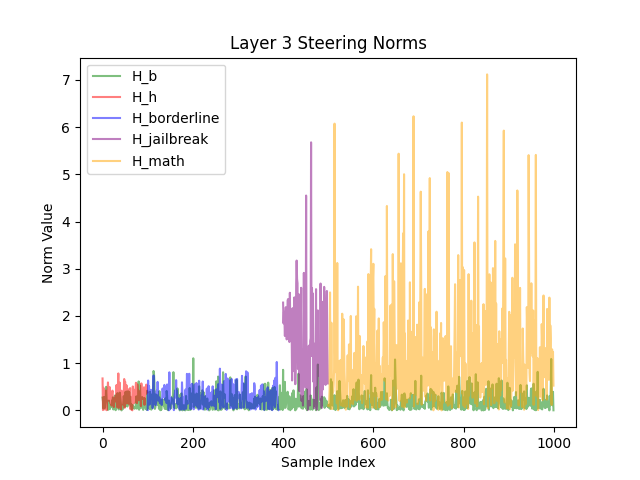 Layer 3 Steering Norms
H_b
H_h
H_borderline
H_jailbreak
H_math
Norm Value
7
6
5
4
3
2
1
0
0 200 400 600 800 1000
Sample Index